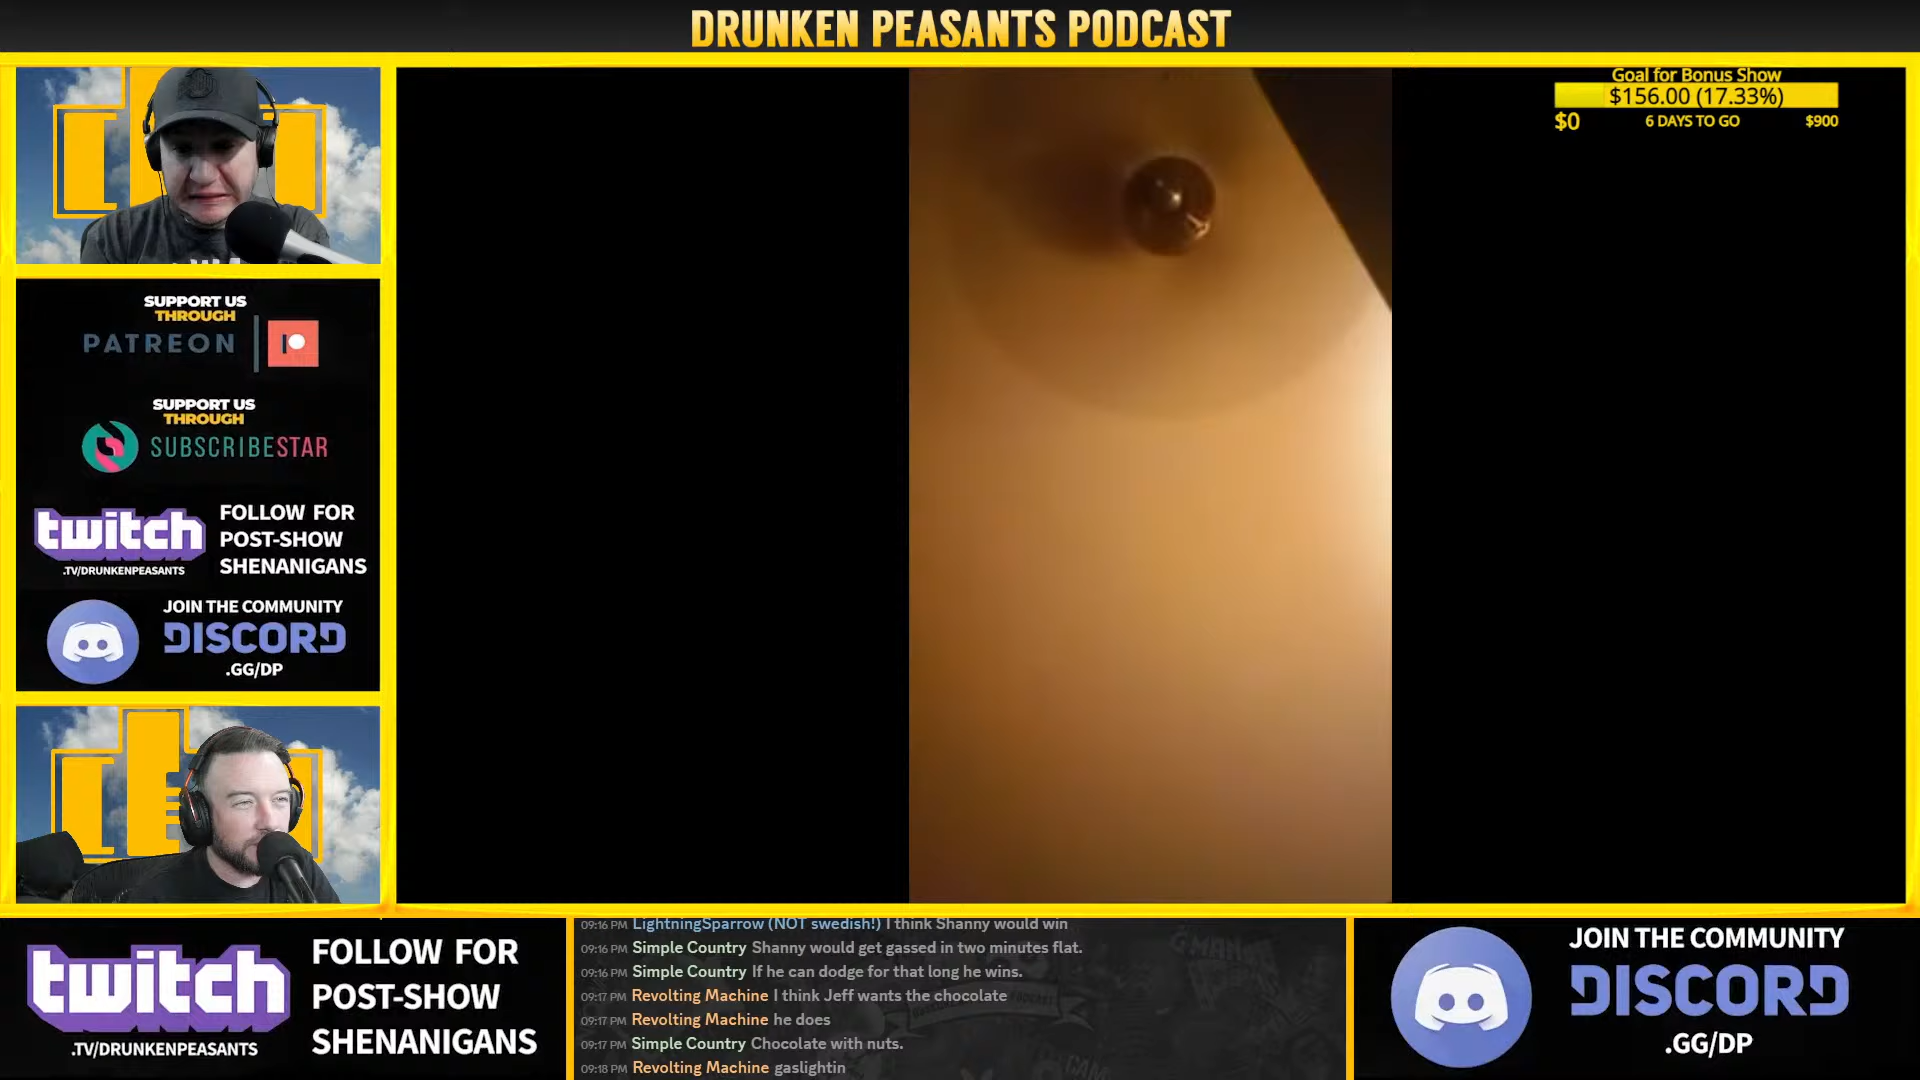 DRUNKEN PEASANTS PODCAST
Goal for Bonus Show
$156.00 (17.33%)
$0 6 DAYS TO GO $900
SUPPORT US
THROUGH
PATREON
SUPPORT US
THROUGH
SUBSCRIBESTAR
twitch
.TV/DRUNKENPEASANTS
FOLLOW FOR
POST-SHOW
SHENANIGANS
JOIN THE COMMUNITY
DISCORD
.GG/DP
twitch
.TV/DRUNKENPEASANTS
FOLLOW FOR
POST-SHOW
SHENANIGANS
09:16 PM LightningSparrow (NOT swedish!) I think Shanny would win
09:16 PM Simple Country Shanny would get gassed in two minutes flat.
09:16 PM Simple Country If he can dodge for that long he wins.
09:17 PM Revolting Machine I think Jeff wants the chocolate
09:17 PM Revolting Machine he does
09:17 PM Simple Country Chocolate with nuts.
09:18 PM Revolting Machine gaslightin
JOIN THE COMMUNITY
DISCORD
.GG/DP